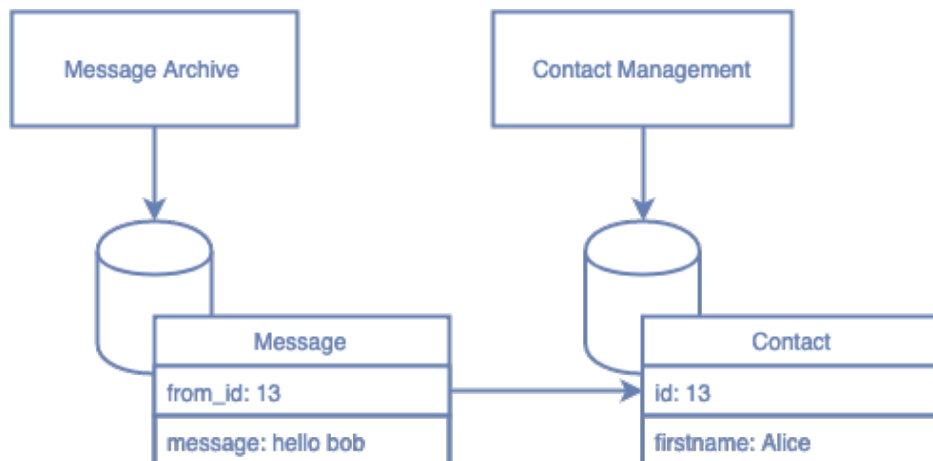 Message Archive
Contact Management
Message
from_id: 13
message: hello bob
Contact
id: 13
firstname: Alice